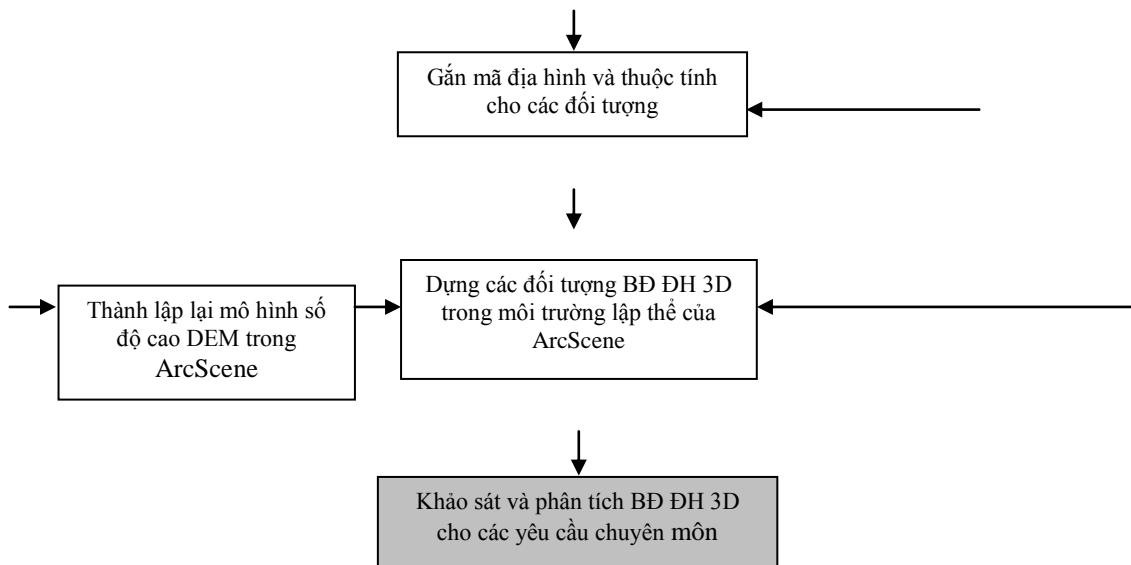 Gắn mã địa hình và thuộc tính
cho các đối tượng
Thành lập lại mô hình số
độ cao DEM trong
ArcScene
Dựng các đối tượng BĐ ĐH 3D
trong môi trường lập thể của
ArcScene
Khảo sát và phân tích BĐ ĐH 3D
cho các yêu cầu chuyên môn